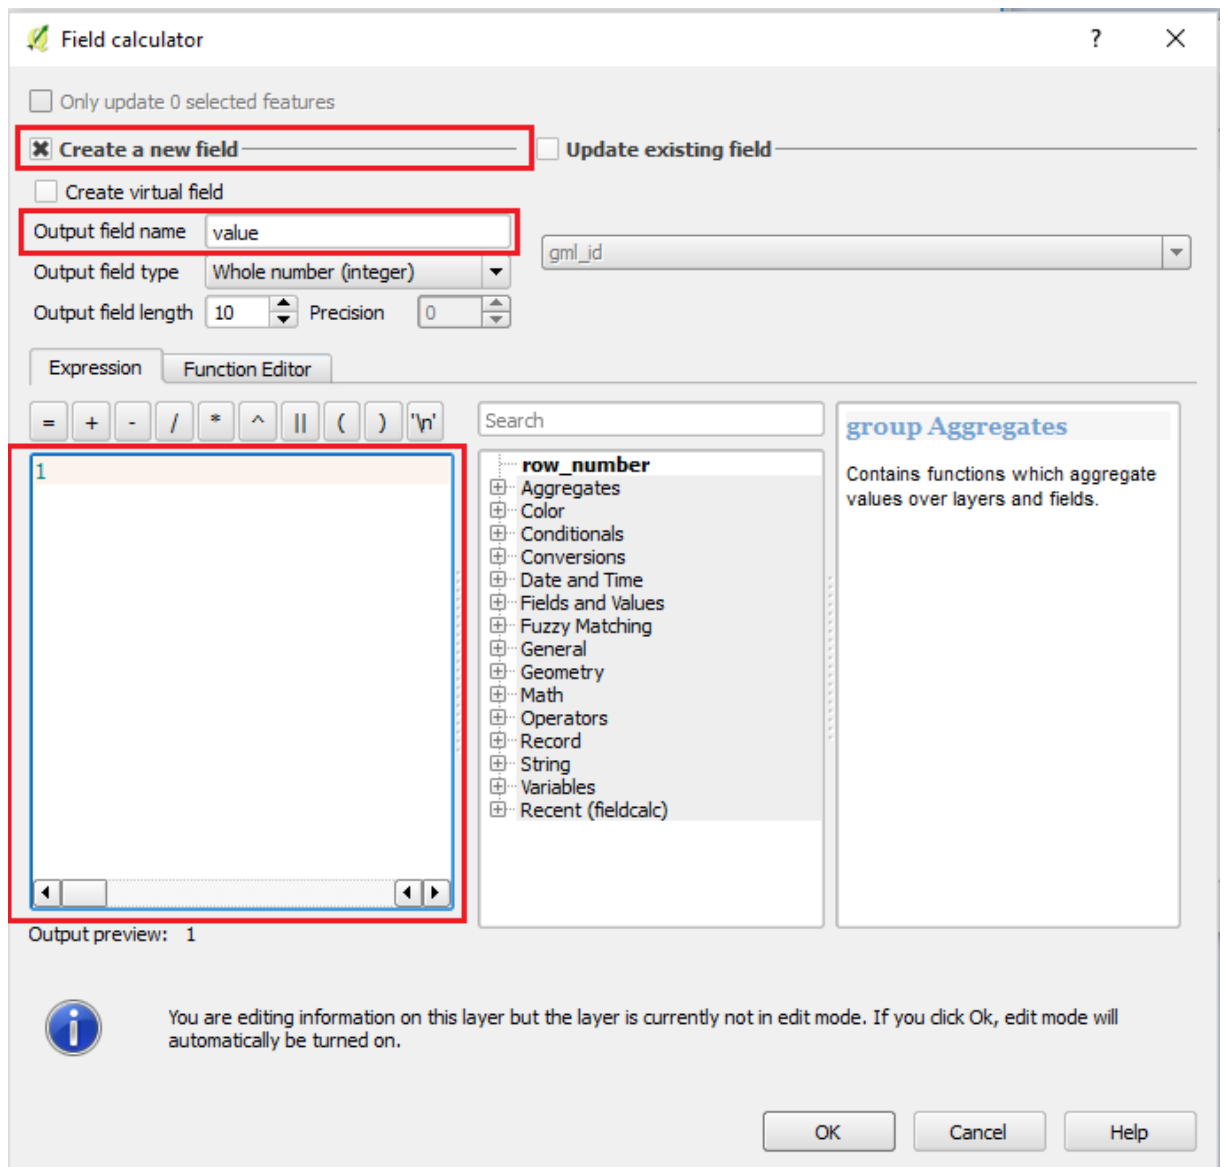 Field calculator
?
Only update 0 selected features
Create a new field
Update existing field
Create virtual field
Output field name
value
gml_id
Output field type
Whole number (integer)
Output field length
10
Precision
0
Expression
Function Editor
= + - / * ^ || ( ) '\n'
Search
group Aggregates
Contains functions which aggregate
values over layers and fields.
1
row_number
Aggregates
Color
Conditionals
Conversions
Date and Time
Fields and Values
Fuzzy Matching
General
Geometry
Math
Operators
Record
String
Variables
Recent (fieldcalc)
Output preview: 1
You are editing information on this layer but the layer is currently not in edit mode. If you click Ok, edit mode will
automatically be turned on.
OK
Cancel
Help